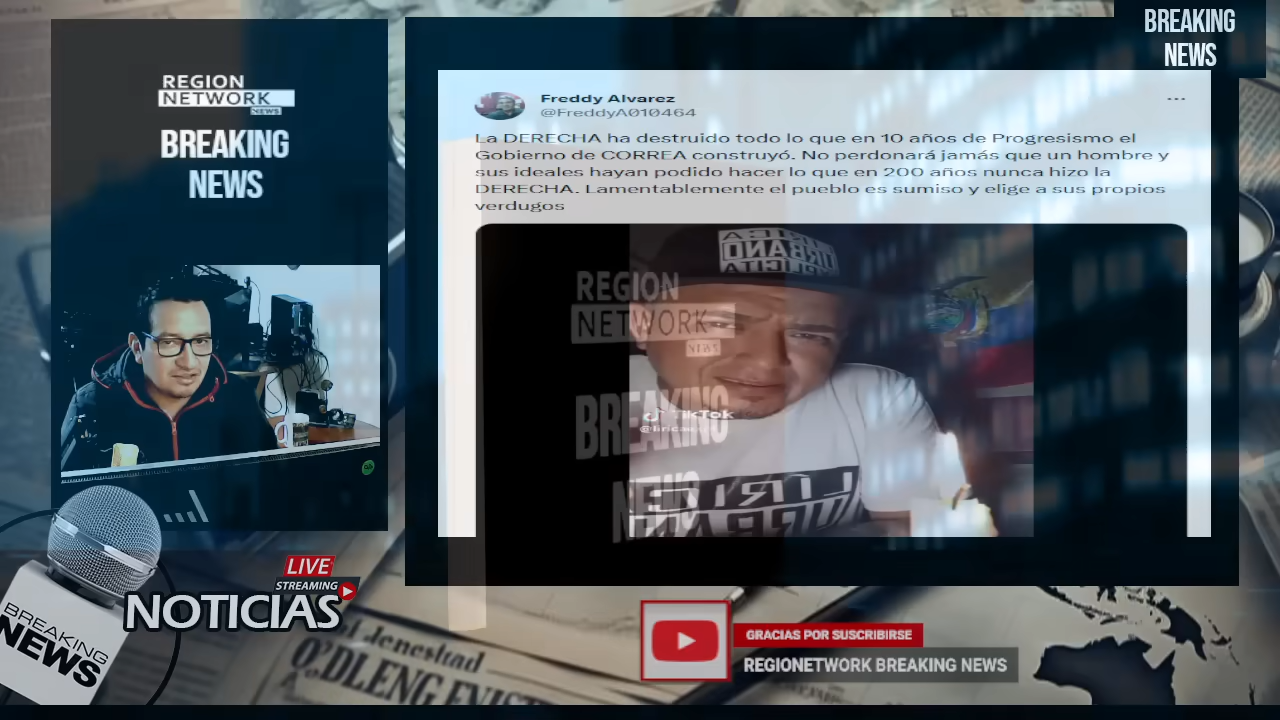 BREAKING
NEWS
REGION
NETWORK
NEWS
BREAKING
NEWS
Freddy Alvarez
@FreddyA010464
La DERECHA ha destruido todo lo que en 10 años de Progresismo el
Gobierno de CORREA construyó. No perdonará jamás que un hombre y
sus ideales hayan podido hacer lo que en 200 años nunca hizo la
DERECHA. Lamentablemente el pueblo es sumiso y elige a sus propios
verdugos
URBANO
REGION
NETWORK
NEWS
BREAKING
NEWS
TikTok
LIVE
STREAMING
NOTICIAS
BREAKING
NEWS
GRACIAS POR SUSCRIBIRSE
REGIONETWORK BREAKING NEWS